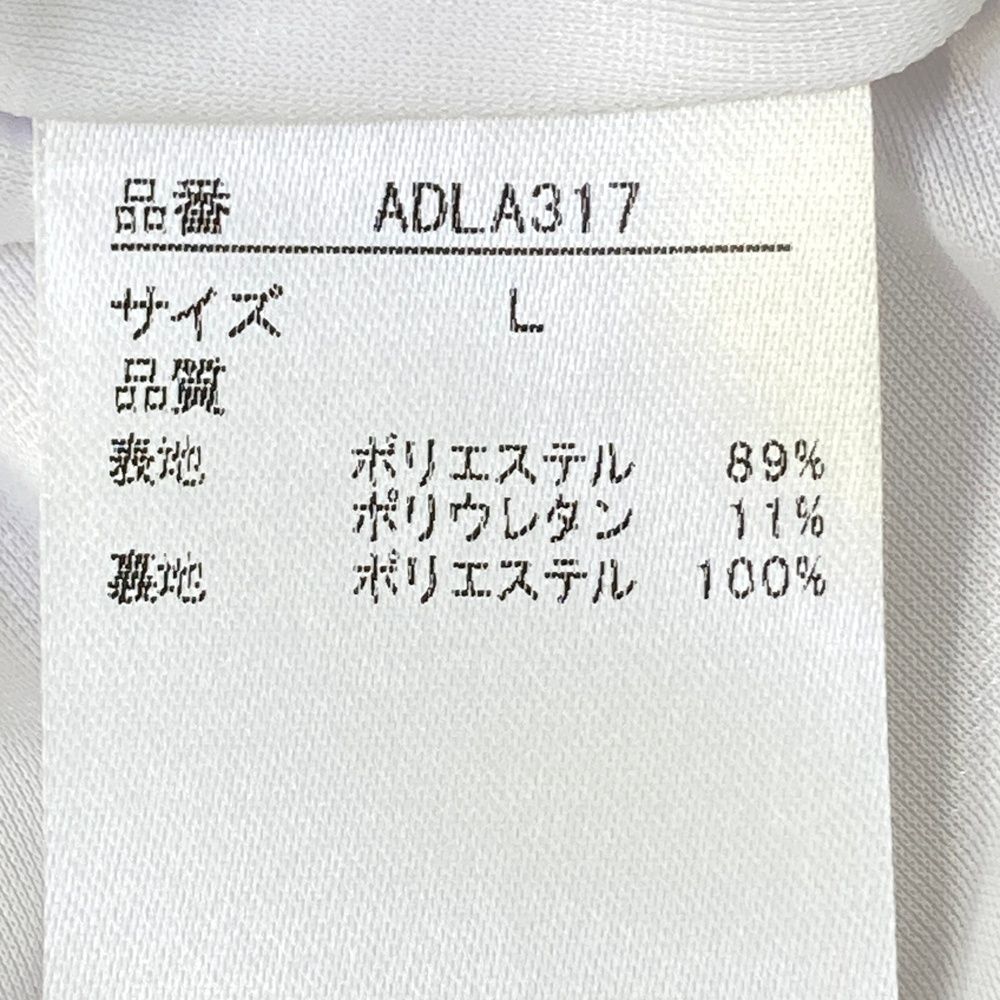 品番 ADLA317
サイズ L
品質
表地 ポリエステル 89%
ポリウレタン 11%
裏地 ポリエステル 100%